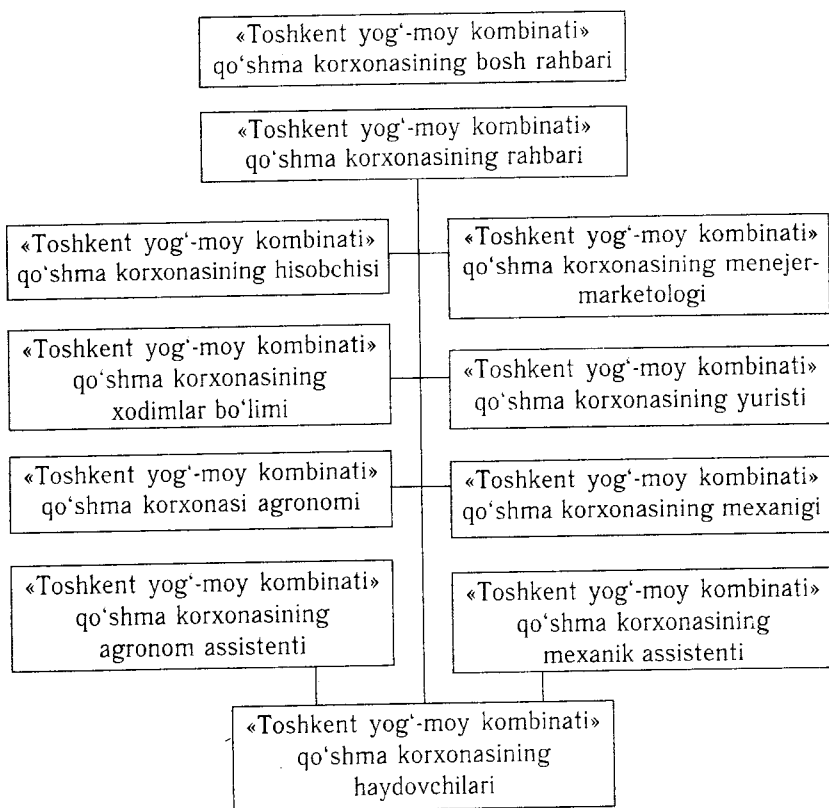 «Toshkent yog‘-moy kombinati»
qo‘shma korxonasining bosh rahbari
«Toshkent yog‘-moy kombinati»
qo‘shma korxonasining rahbari
«Toshkent yog‘-moy kombinati»
qo‘shma korxonasining hisobchisi
«Toshkent yog‘-moy kombinati»
qo‘shma korxonasining menejer-
marketologi
«Toshkent yog‘-moy kombinati»
qo‘shma korxonasining
xodimlar bo‘limi
«Toshkent yog‘-moy kombinati»
qo‘shma korxonasining yuristi
«Toshkent yog‘-moy kombinati»
qo‘shma korxonasi agronomi
«Toshkent yog‘-moy kombinati»
qo‘shma korxonasining mexanigi
«Toshkent yog‘-moy kombinati»
qo‘shma korxonasining
agronom assistenti
«Toshkent yog‘-moy kombinati»
qo‘shma korxonasining
mexanik assistenti
«Toshkent yog‘-moy kombinati»
qo‘shma korxonasining
haydovchilari